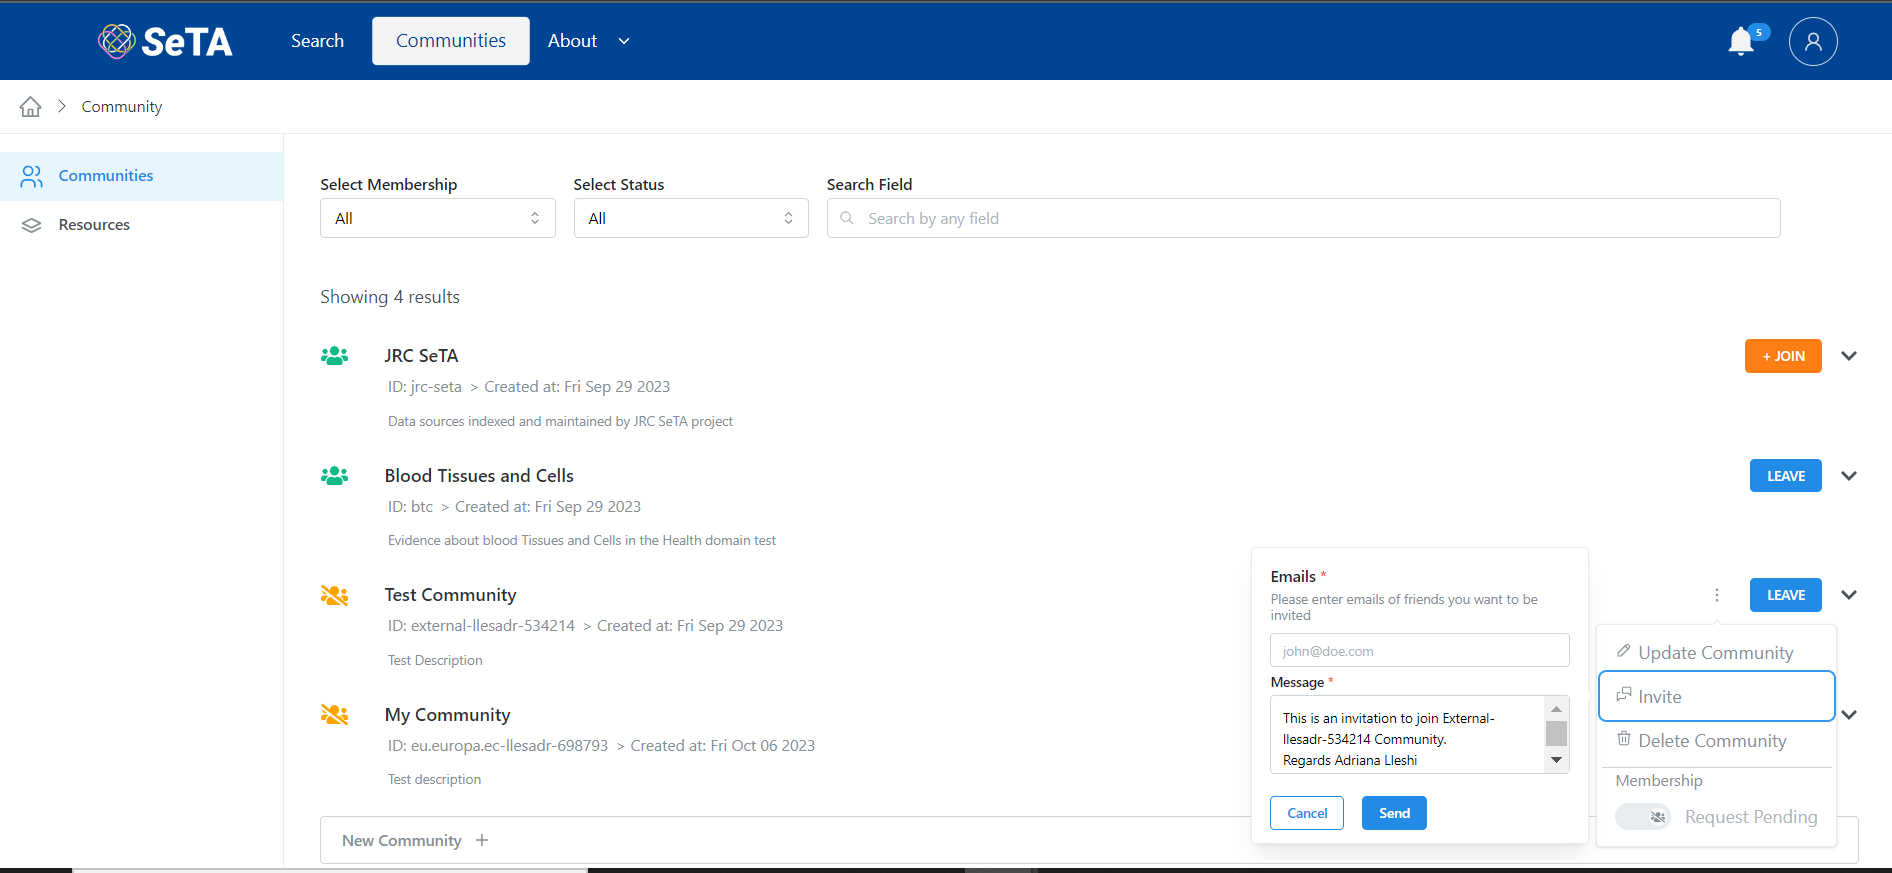 SeTA
Search
Communities
About
5
Community
Communities
Resources
Select Membership
All
Select Status
All
Search Field
Search by any field
Showing 4 results
JRC SeTA
+ JOIN
ID: jrc-seta > Created at: Fri Sep 29 2023
Data sources indexed and maintained by JRC SeTA project
Blood Tissues and Cells
LEAVE
ID: btc > Created at: Fri Sep 29 2023
Evidence about blood Tissues and Cells in the Health domain test
Test Community
LEAVE
ID: external-llesadr-534214 > Created at: Fri Sep 29 2023
Test Description
My Community
ID: eu.europa.ec-llesadr-698793 > Created at: Fri Oct 06 2023
Test description
New Community +
Emails *
Please enter emails of friends you want to be
invited
john@doe.com
Message *
This is an invitation to join External-
llesadr-534214 Community.
Regards Adriana Lleshi
Cancel
Send
Update Community
Invite
Delete Community
Membership
Request Pending